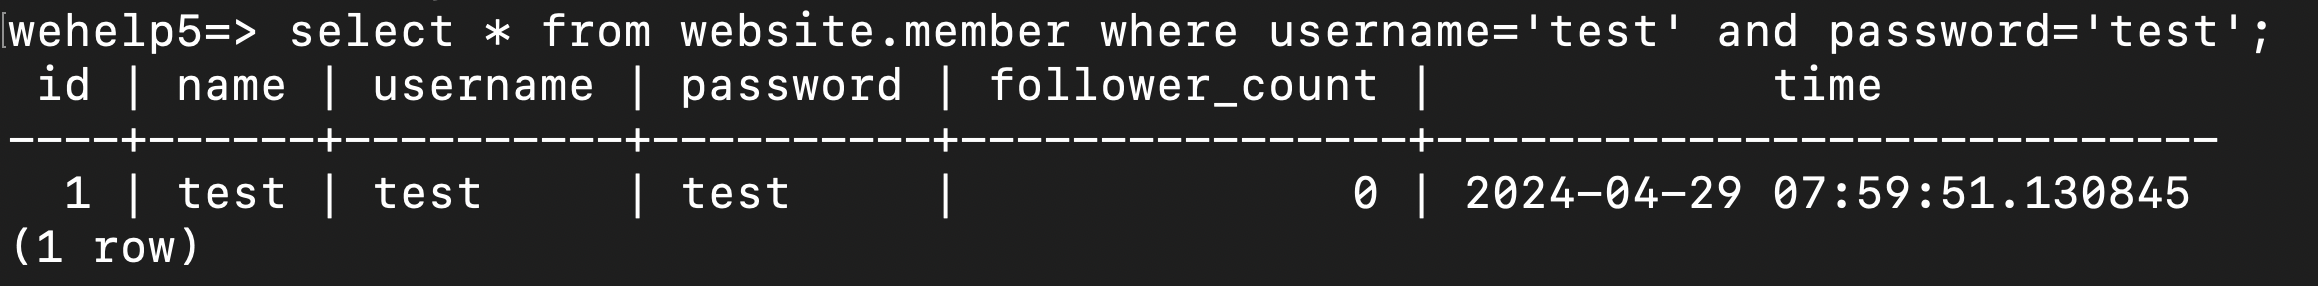 wehelp5=> select * from website.member where username='test' and password='test';
 id | name | username | password | follower_count |            time
----+------+----------+----------+----------------+----------------------------
  1 | test | test     | test     |              0 | 2024-04-29 07:59:51.130845
(1 row)